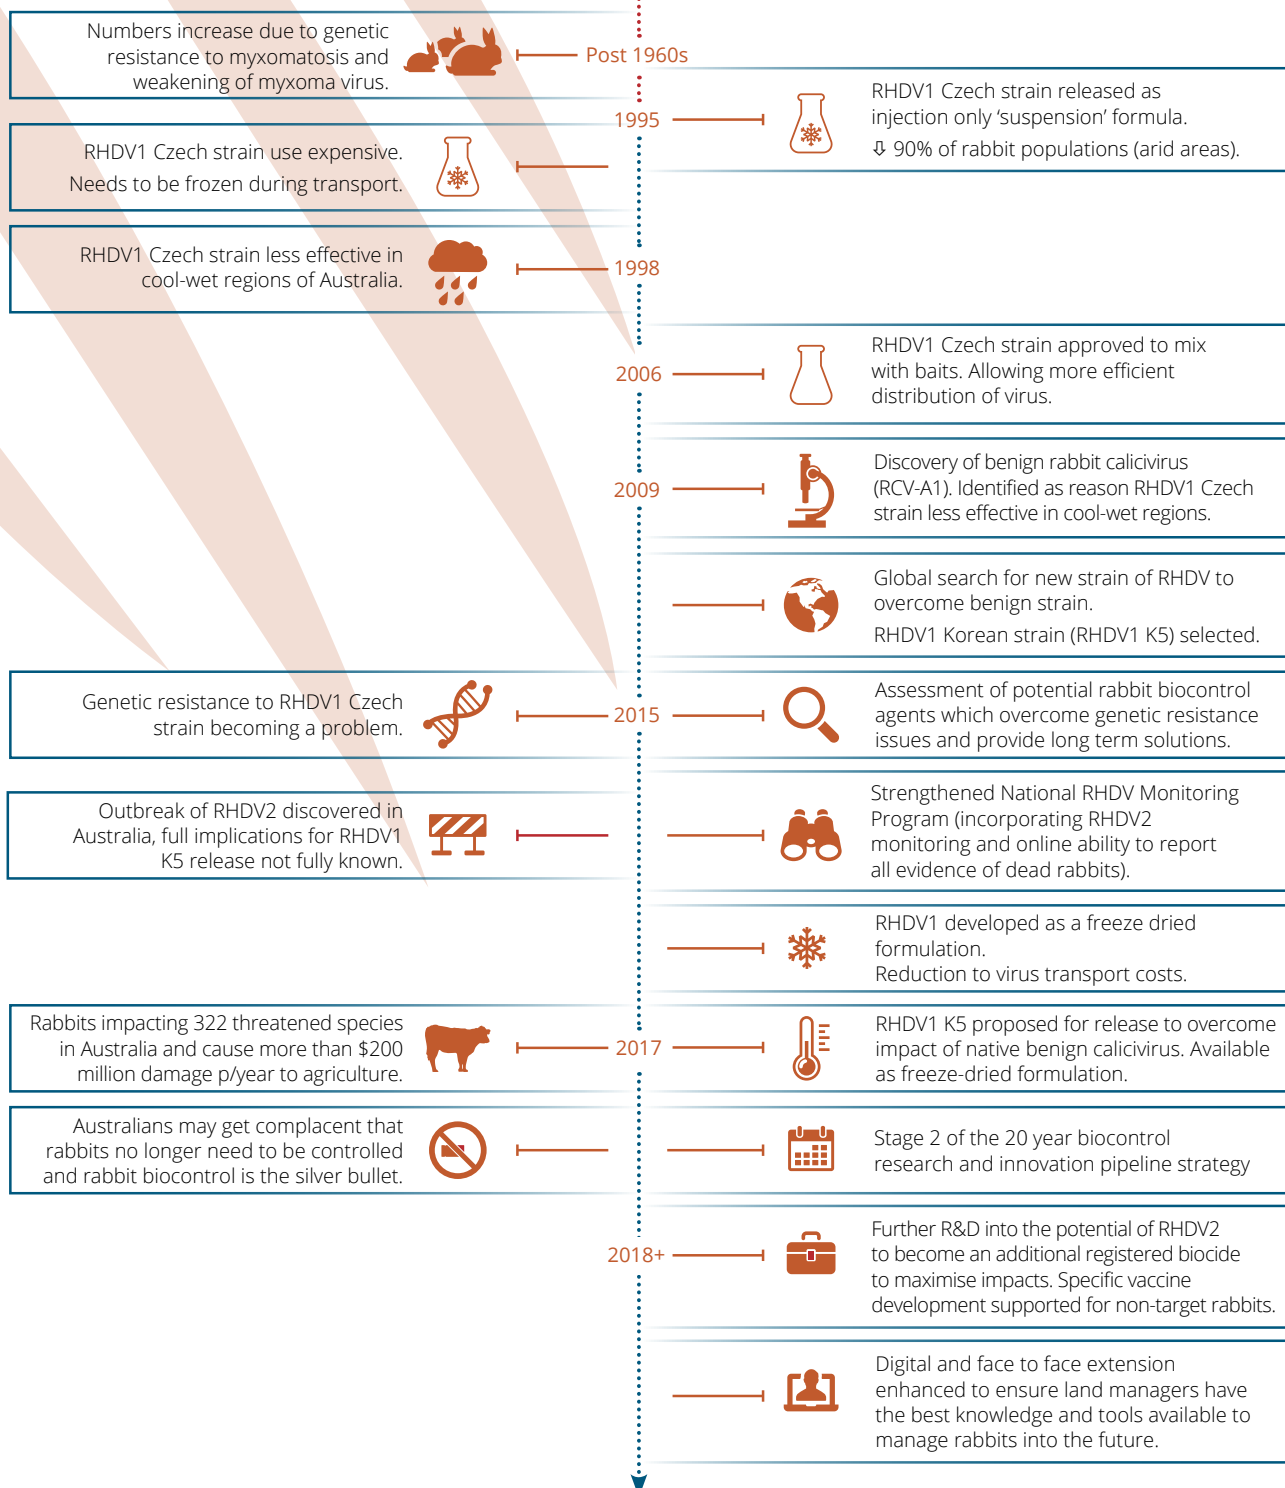 Numbers increase due to genetic
resistance to myxomatosis and
weakening of myxoma virus.
Post 1960s
1995
RHDV1 Czech strain released as
injection only ‘suspension’ formula.
⇩ 90% of rabbit populations (arid areas).
RHDV1 Czech strain use expensive.
Needs to be frozen during transport.
RHDV1 Czech strain less effective in
cool-wet regions of Australia.
1998
2006
RHDV1 Czech strain approved to mix
with baits. Allowing more efficient
distribution of virus.
2009
Discovery of benign rabbit calicivirus
(RCV-A1). Identified as reason RHDV1 Czech
strain less effective in cool-wet regions.
Global search for new strain of RHDV to
overcome benign strain.
RHDV1 Korean strain (RHDV1 K5) selected.
Genetic resistance to RHDV1 Czech
strain becoming a problem.
2015
Assessment of potential rabbit biocontrol
agents which overcome genetic resistance
issues and provide long term solutions.
Outbreak of RHDV2 discovered in
Australia, full implications for RHDV1
K5 release not fully known.
Strengthened National RHDV Monitoring
Program (incorporating RHDV2
monitoring and online ability to report
all evidence of dead rabbits).
RHDV1 developed as a freeze dried
formulation.
Reduction to virus transport costs.
Rabbits impacting 322 threatened species
in Australia and cause more than $200
million damage p/year to agriculture.
2017
RHDV1 K5 proposed for release to overcome
impact of native benign calicivirus. Available
as freeze-dried formulation.
Australians may get complacent that
rabbits no longer need to be controlled
and rabbit biocontrol is the silver bullet.
Stage 2 of the 20 year biocontrol
research and innovation pipeline strategy
2018+
Further R&D into the potential of RHDV2
to become an additional registered biocide
to maximise impacts. Specific vaccine
development supported for non-target rabbits.
Digital and face to face extension
enhanced to ensure land managers have
the best knowledge and tools available to
manage rabbits into the future.